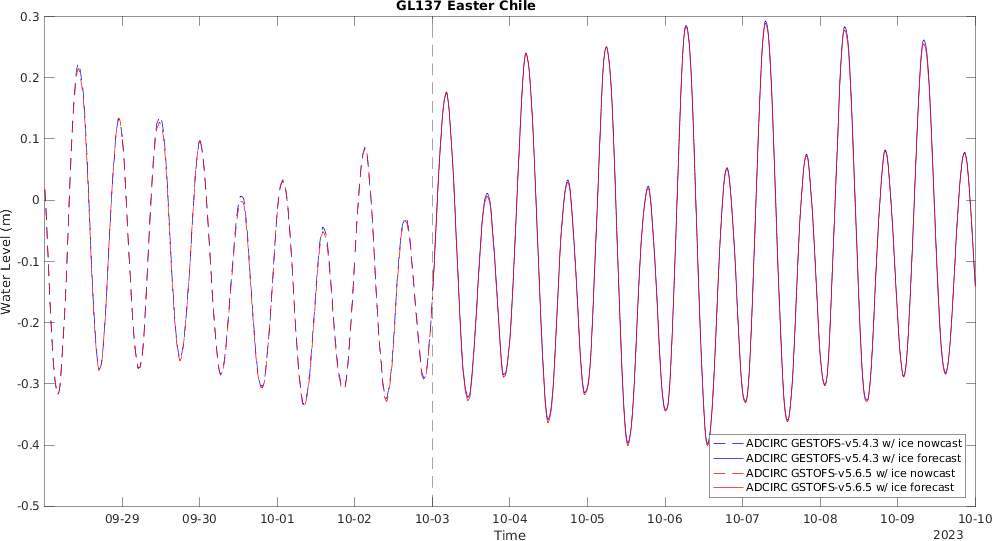 GL137 Easter Chile
Water Level (m)
0.3
0.2
0.1
0
-0.1
-0.2
-0.3
-0.4
-0.5
ADCIRC GESTOFS-v5.4.3 w/ ice nowcast
ADCIRC GESTOFS-v5.4.3 w/ ice forecast
ADCIRC GSTOFS-v5.6.5 w/ ice nowcast
ADCIRC GSTOFS-v5.6.5 w/ ice forecast
09-29 09-30 10-01 10-02 10-03 10-04 10-05 10-06 10-07 10-08 10-09 10-10
Time
2023